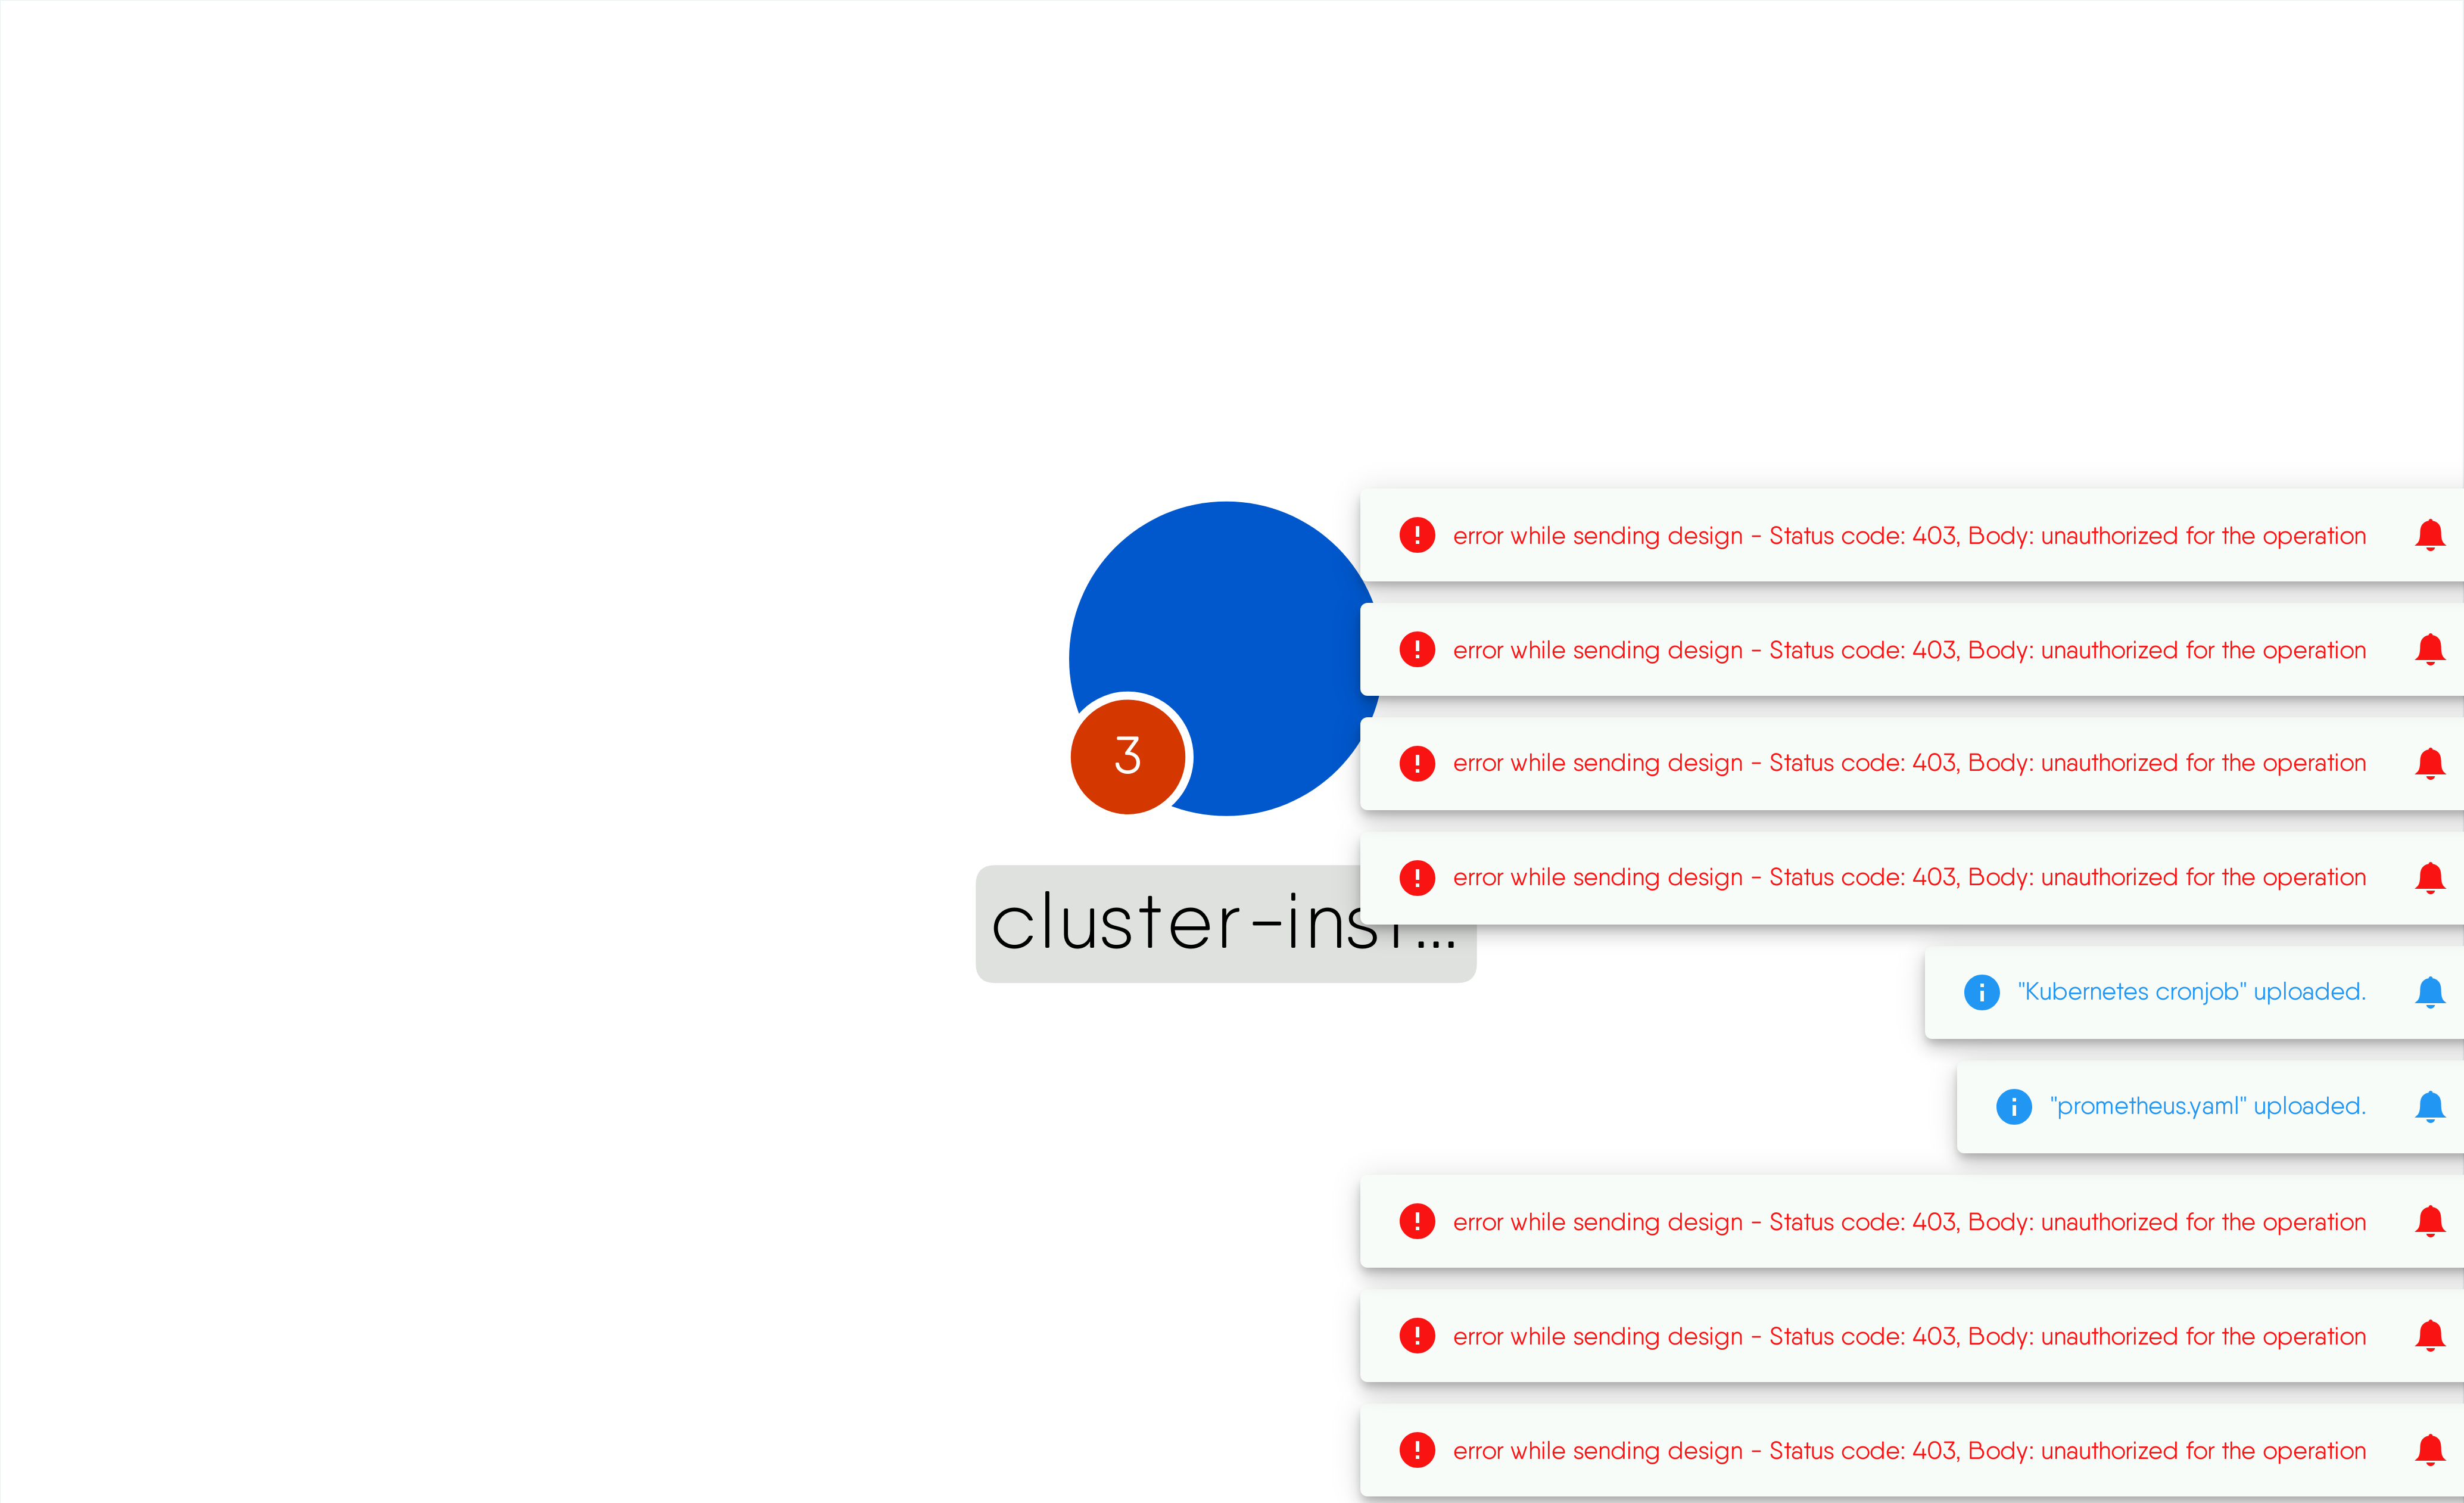 error while sending design - Status code: 403, Body: unauthorized for the operation
error while sending design - Status code: 403, Body: unauthorized for the operation
3
error while sending design - Status code: 403, Body: unauthorized for the operation
error while sending design - Status code: 403, Body: unauthorized for the operation
cluster-inst...
"Kubernetes cronjob" uploaded.
"prometheus.yaml" uploaded.
error while sending design - Status code: 403, Body: unauthorized for the operation
error while sending design - Status code: 403, Body: unauthorized for the operation
error while sending design - Status code: 403, Body: unauthorized for the operation